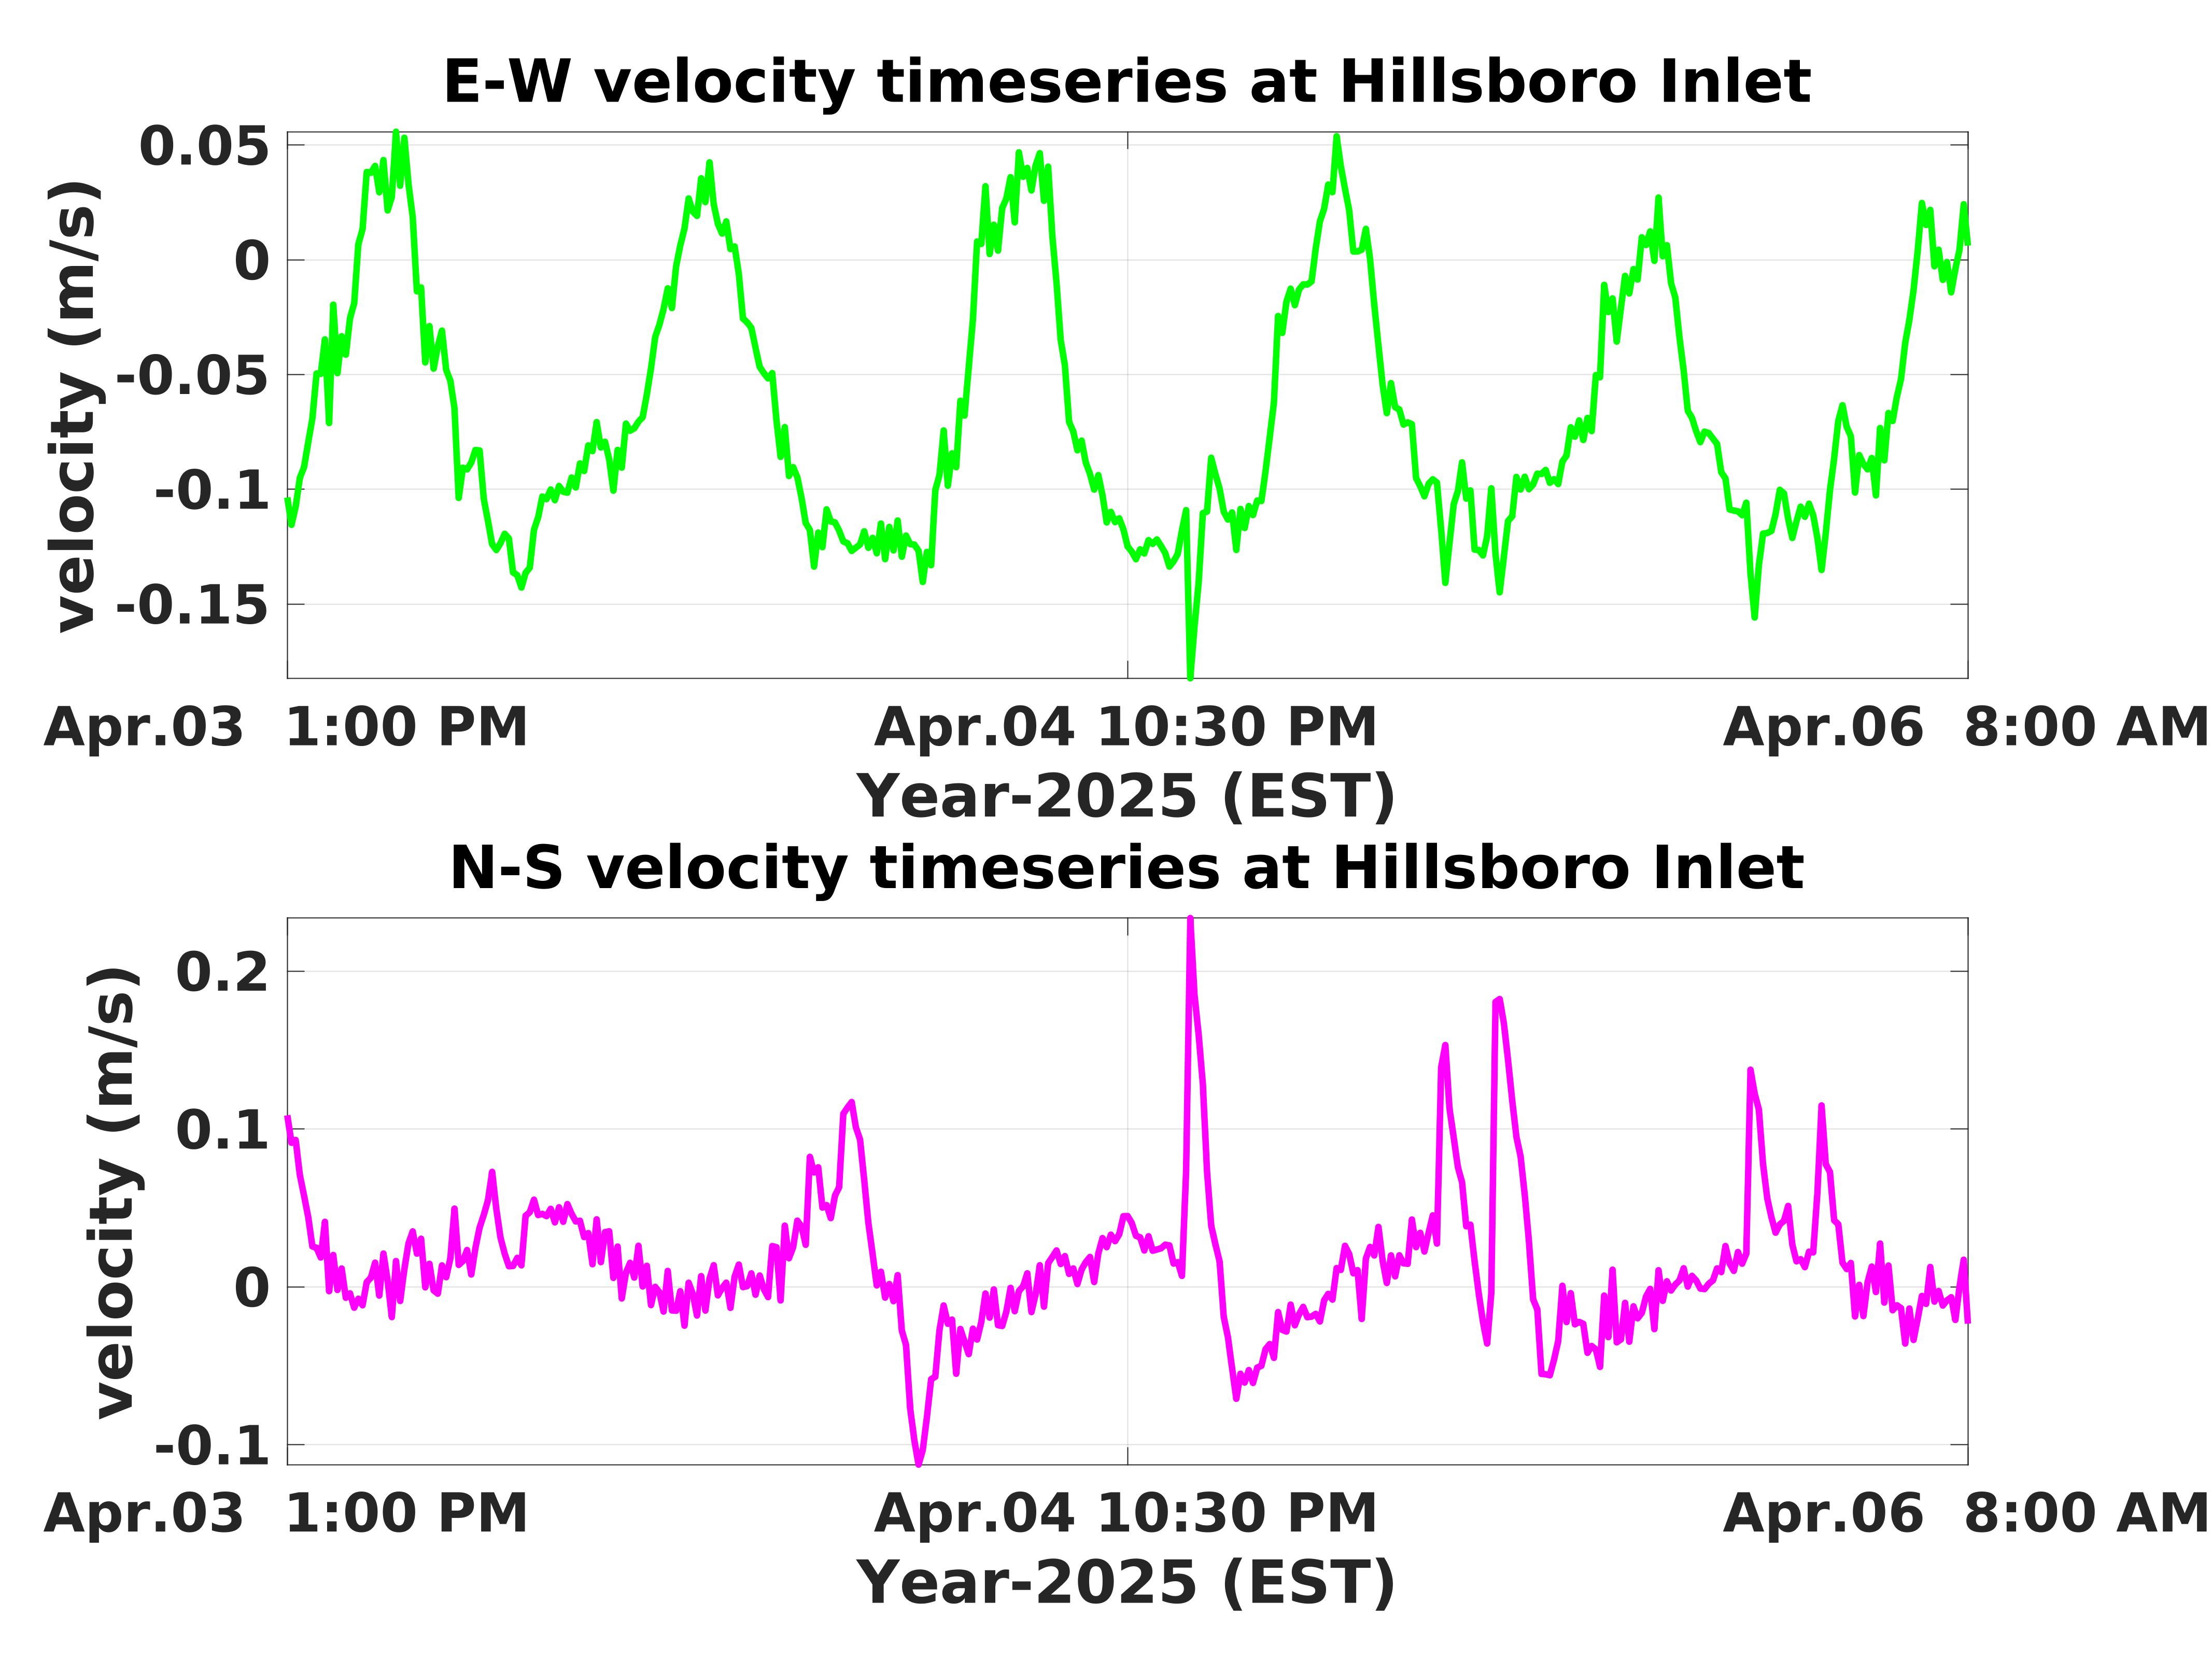 E-W velocity timeseries at Hillsboro Inlet
velocity (m/s)
0.05
0
-0.05
-0.1
-0.15
Apr.03  1:00 PM
Apr.04 10:30 PM
Apr.06  8:00 AM
Year-2025 (EST)
N-S velocity timeseries at Hillsboro Inlet
velocity (m/s)
0.2
0.1
0
-0.1
Apr.03  1:00 PM
Apr.04 10:30 PM
Apr.06  8:00 AM
Year-2025 (EST)